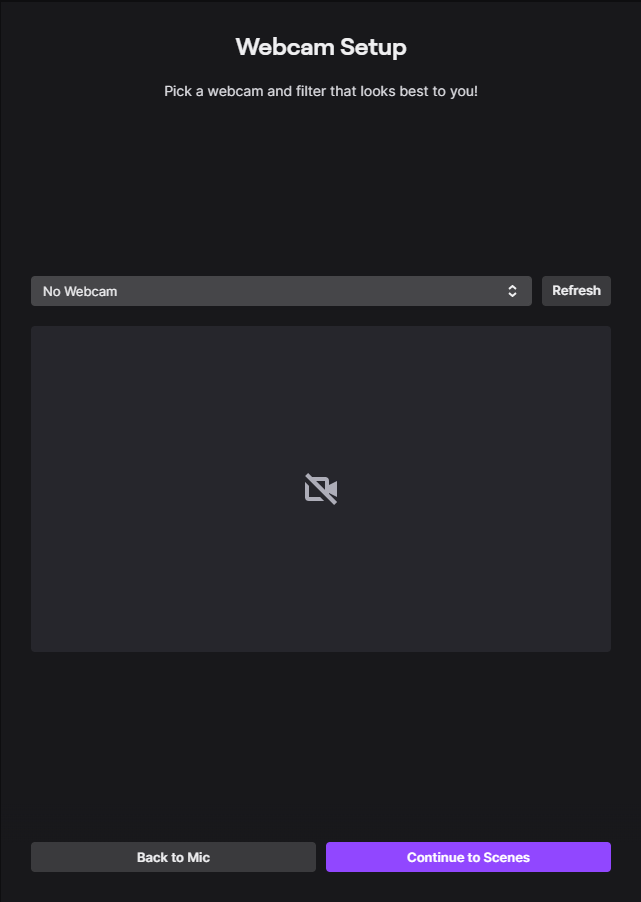 Webcam Setup
Pick a webcam and filter that looks best to you!
No Webcam
Refresh
Back to Mic
Continue to Scenes